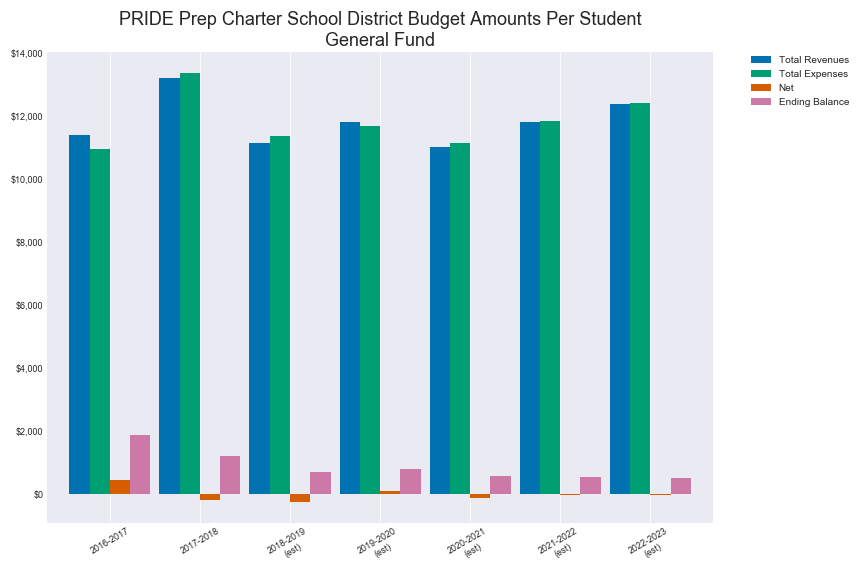 PRIDE Prep Charter School District Budget Amounts Per Student
General Fund
Total Revenues
Total Expenses
Net
Ending Balance
$14,000
$12,000
$10,000
$8,000
$6,000
$4,000
$2,000
$0
2016-2017
2017-2018
2018-2019
(est)
2019-2020
(est)
2020-2021
(est)
2021-2022
(est)
2022-2023
(est)